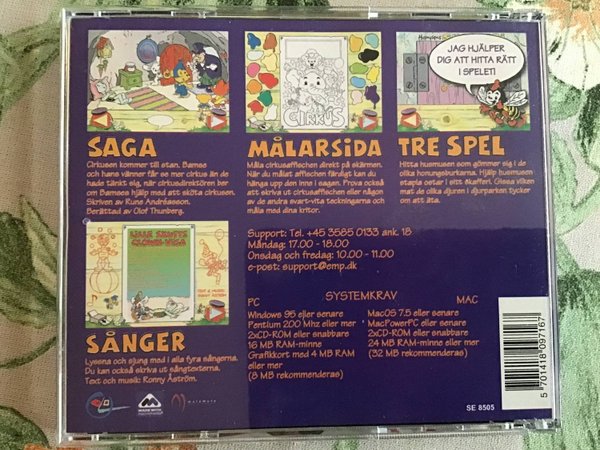 JAG HJÄLPER
DIG ATT HITTA RÄTT
I SPELET!
CIRKUS
SAGA
Cirkusen kommer till stan. Bamse
och hans vänner får se mer cirkus än de
hade tänkt sig, när cirkusdirektören ber
om Bamses hjälp med att sköta cirkusen.
Skriven av Rune Andréasson.
Berättad av Olof Thunberg.
MÅLARSIDA
Måla cirkusaffischen direkt på skärmen.
När du målat affischen färdigt kan du
hänga upp den inne i sagan. Prova också
att skriva ut cirkusaffischen eller någon
av de andra svart-vita teckningarna och
måla med dina kritor.
TRE SPEL
Hitta husmusen som gömmer sig i de
olika honungsburkarna. Hjälp husmusen
stapla ostar i sitt skafferi. Gissa vilken
mat de olika djuren i djurparken tycker
om att äta.
LILLE SKUTTS
CLOWN-VISA
TEXT & MUSIK:
RONNY ÅSTRÖM
SÅNGER
Lyssna och sjung med i alla fyra sångerna.
Du kan också skriva ut sångtexterna.
Text och musik: Ronny Åström.
Support: Tel. +45 3585 0133 ank. 18
Måndag: 17.00 - 18.00
Onsdag och fredag: 10.00 - 11.00
e-post: support@emp.dk
SYSTEMKRAV
PC
Windows 95 eller senare
Pentium 200 Mhz eller mer
2xCD-ROM eller snabbare
16 MB RAM-minne
Grafikkort med 4 MB RAM
eller mer
(8 MB rekommenderas)
MAC
MacOS 7.5 eller senare
MacPowerPC eller senare
2xCD-ROM eller snabbare
24 MB RAM-minne eller mer
(32 MB rekommenderas)
5 701418 097167
SE 8505